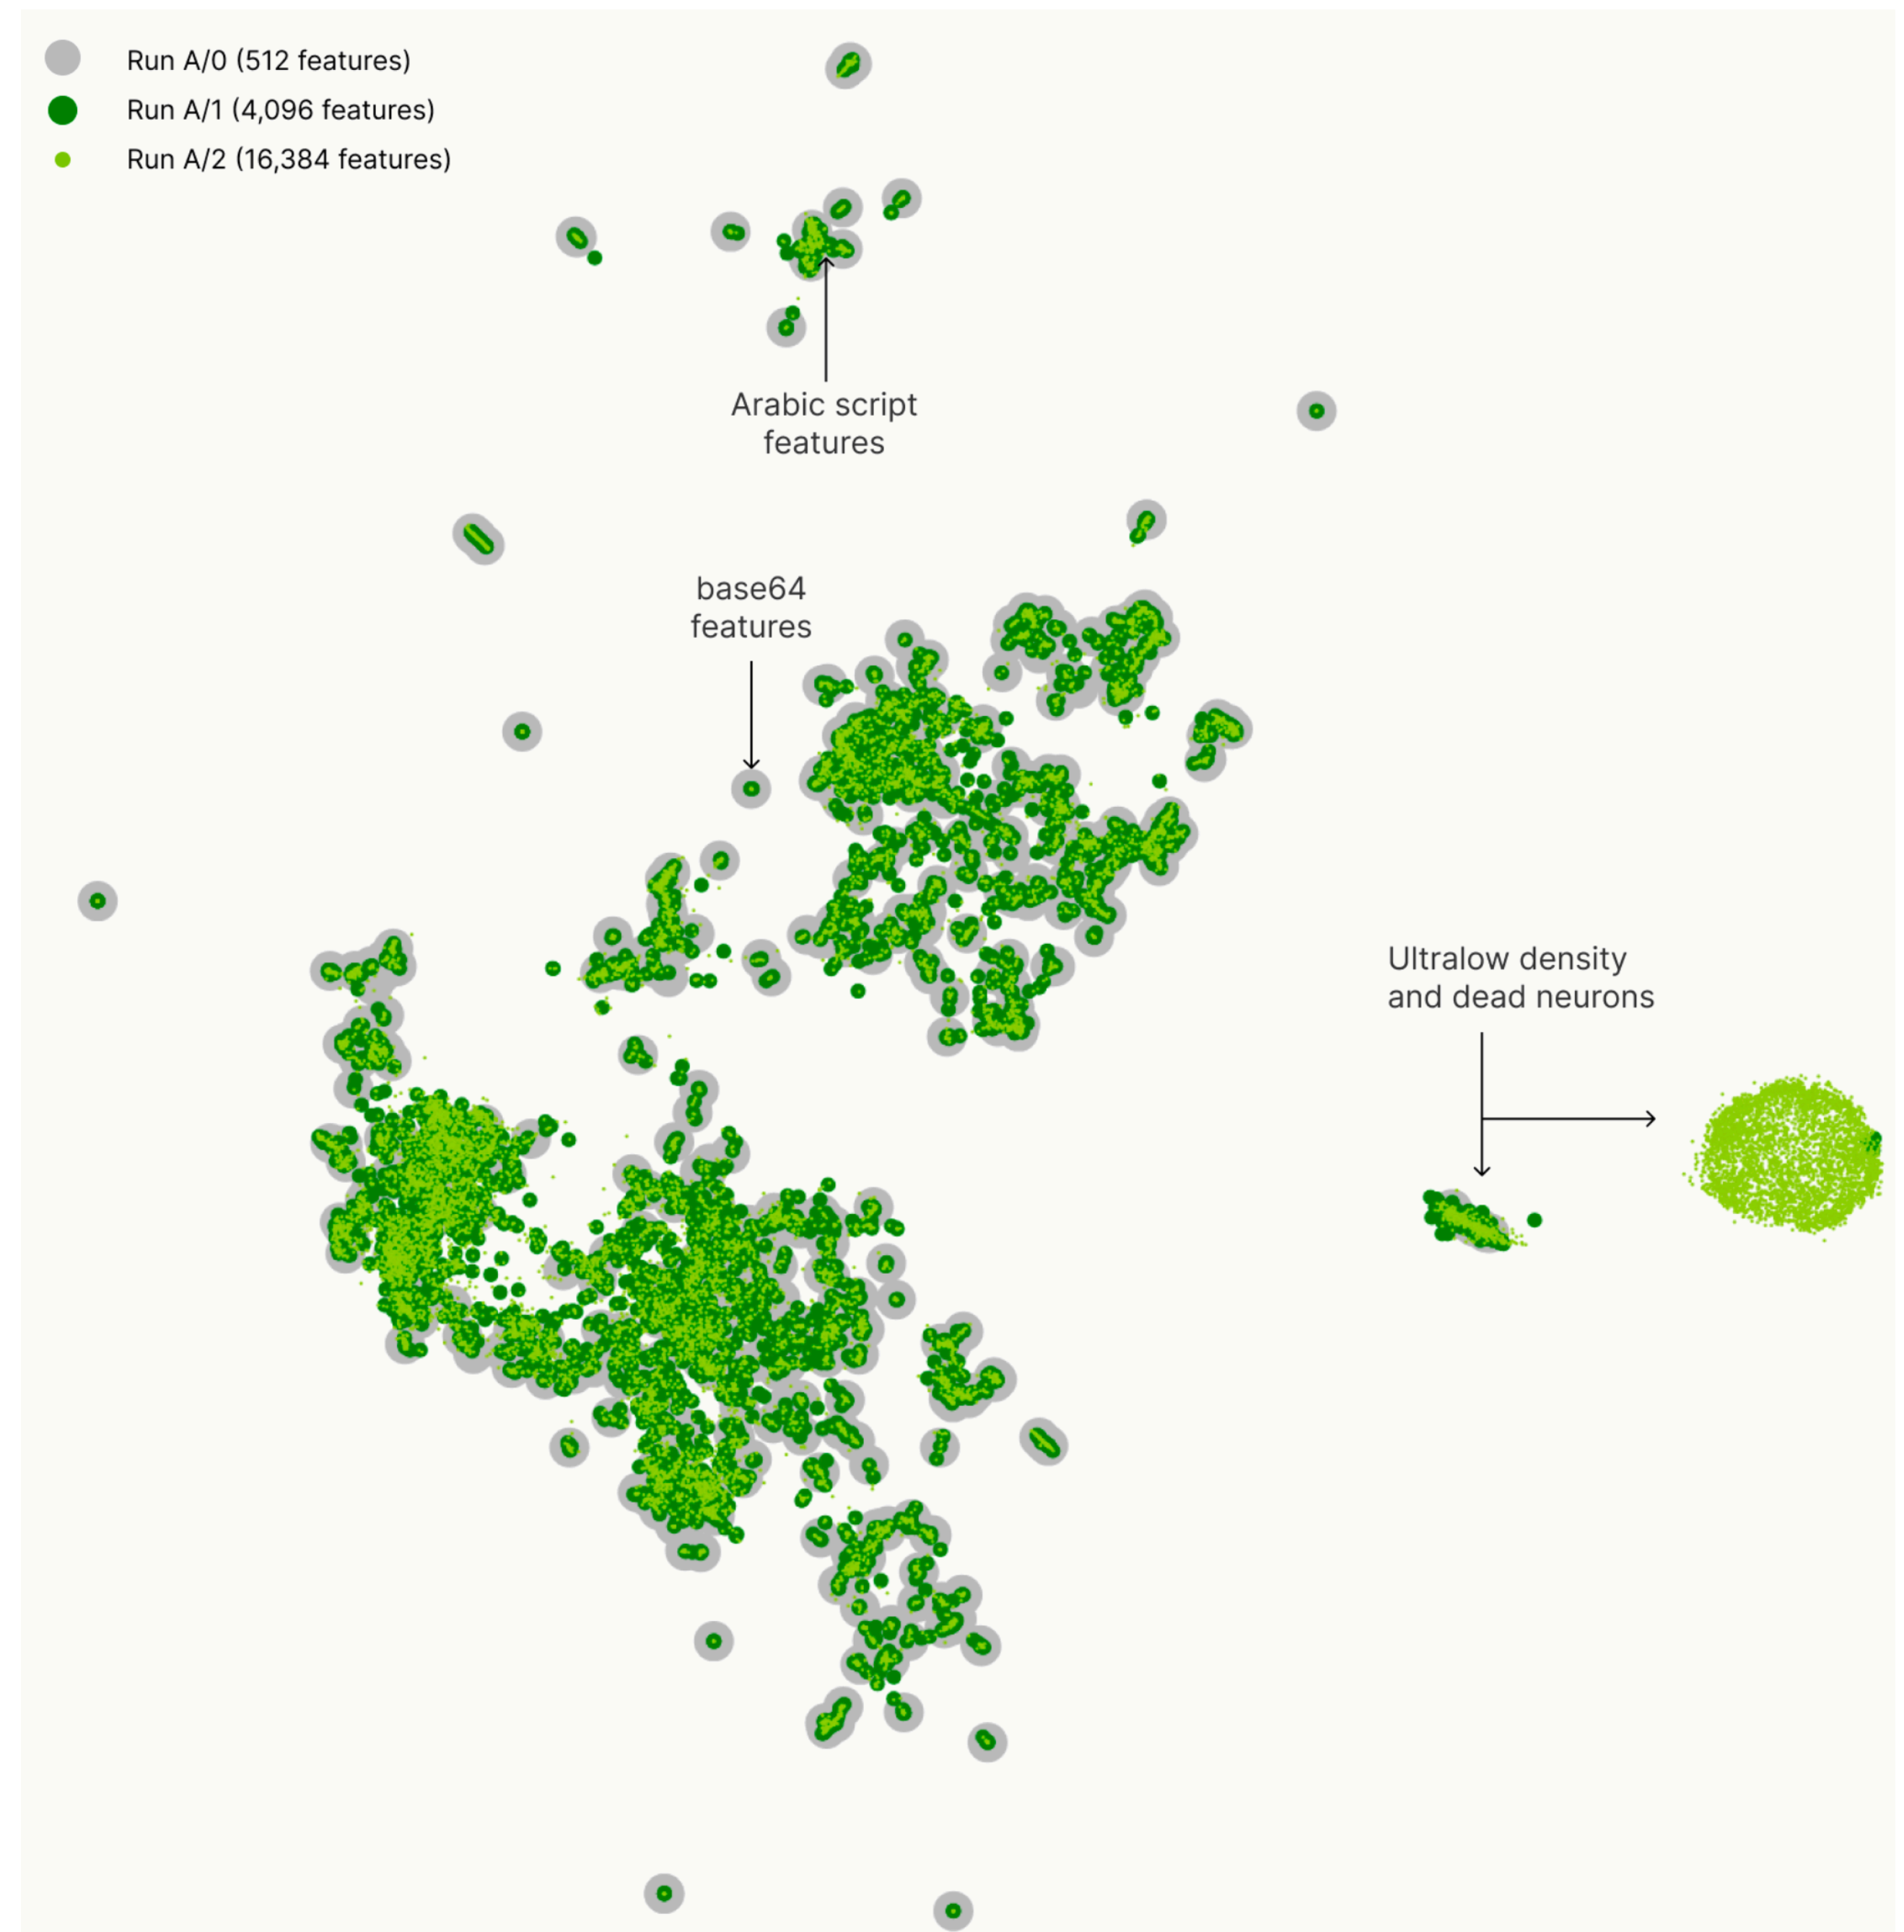 Run A/0 (512 features)
Run A/1 (4,096 features)
Run A/2 (16,384 features)
Arabic script
features
base64
features
Ultralow density
and dead neurons